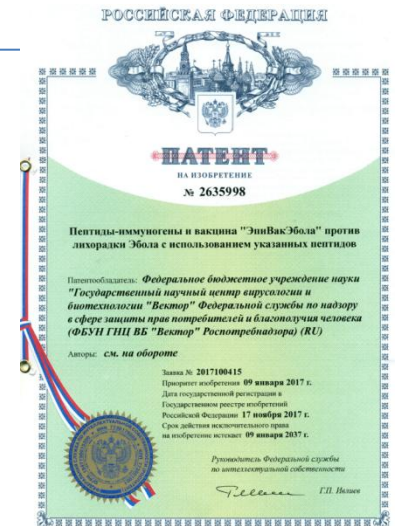 РОССИЙСКАЯ ФЕДЕРАЦИЯ
ПАТЕНТ
НА ИЗОБРЕТЕНИЕ
№ 2635998
Пептиды-иммуногены и вакцина "ЭпиВакЭбола" против
лихорадки Эбола с использованием указанных пептидов
Патентообладатель: Федеральное бюджетное учреждение науки
"Государственный научный центр вирусологии и
биотехнологии "Вектор" Федеральной службы по надзору
в сфере защиты прав потребителей и благополучия человека
(ФБУН ГНЦ ВБ "Вектор" Роспотребнадзора) (RU)
Авторы: см. на обороте
Заявка № 2017100415
Приоритет изобретения 09 января 2017 г.
Дата государственной регистрации в
Государственном реестре изобретений
Российской Федерации 17 ноября 2017 г.
Срок действия исключительного права
на изобретение истекает 09 января 2037 г.
Руководитель Федеральной службы
по интеллектуальной собственности
Г.П. Ивлиев